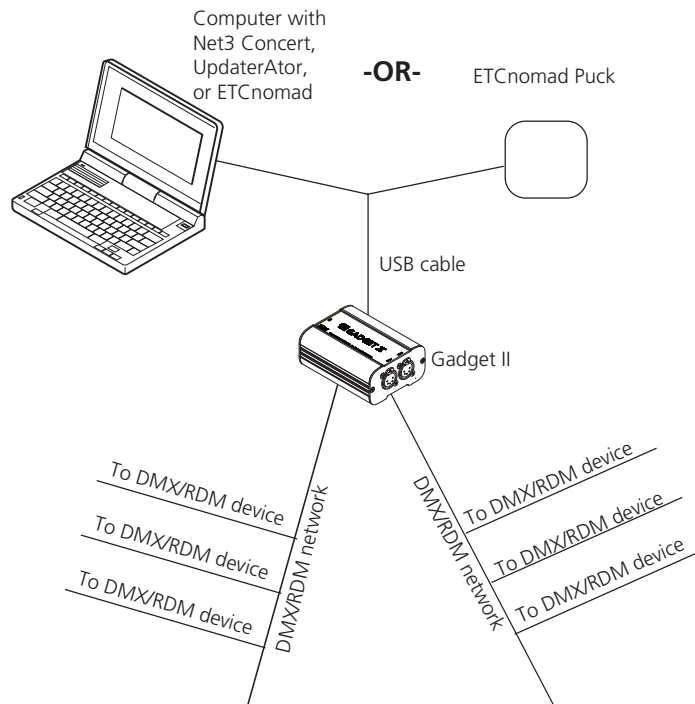 Computer with
Net3 Concert,
UpdaterAtor,
or ETCnomad
-OR-
ETCnomad Puck
USB cable
GADGET II
Gadget II
To DMX/RDM device
To DMX/RDM device
To DMX/RDM device
DMX/RDM network
DMX/RDM network
To DMX/RDM device
To DMX/RDM device
To DMX/RDM device